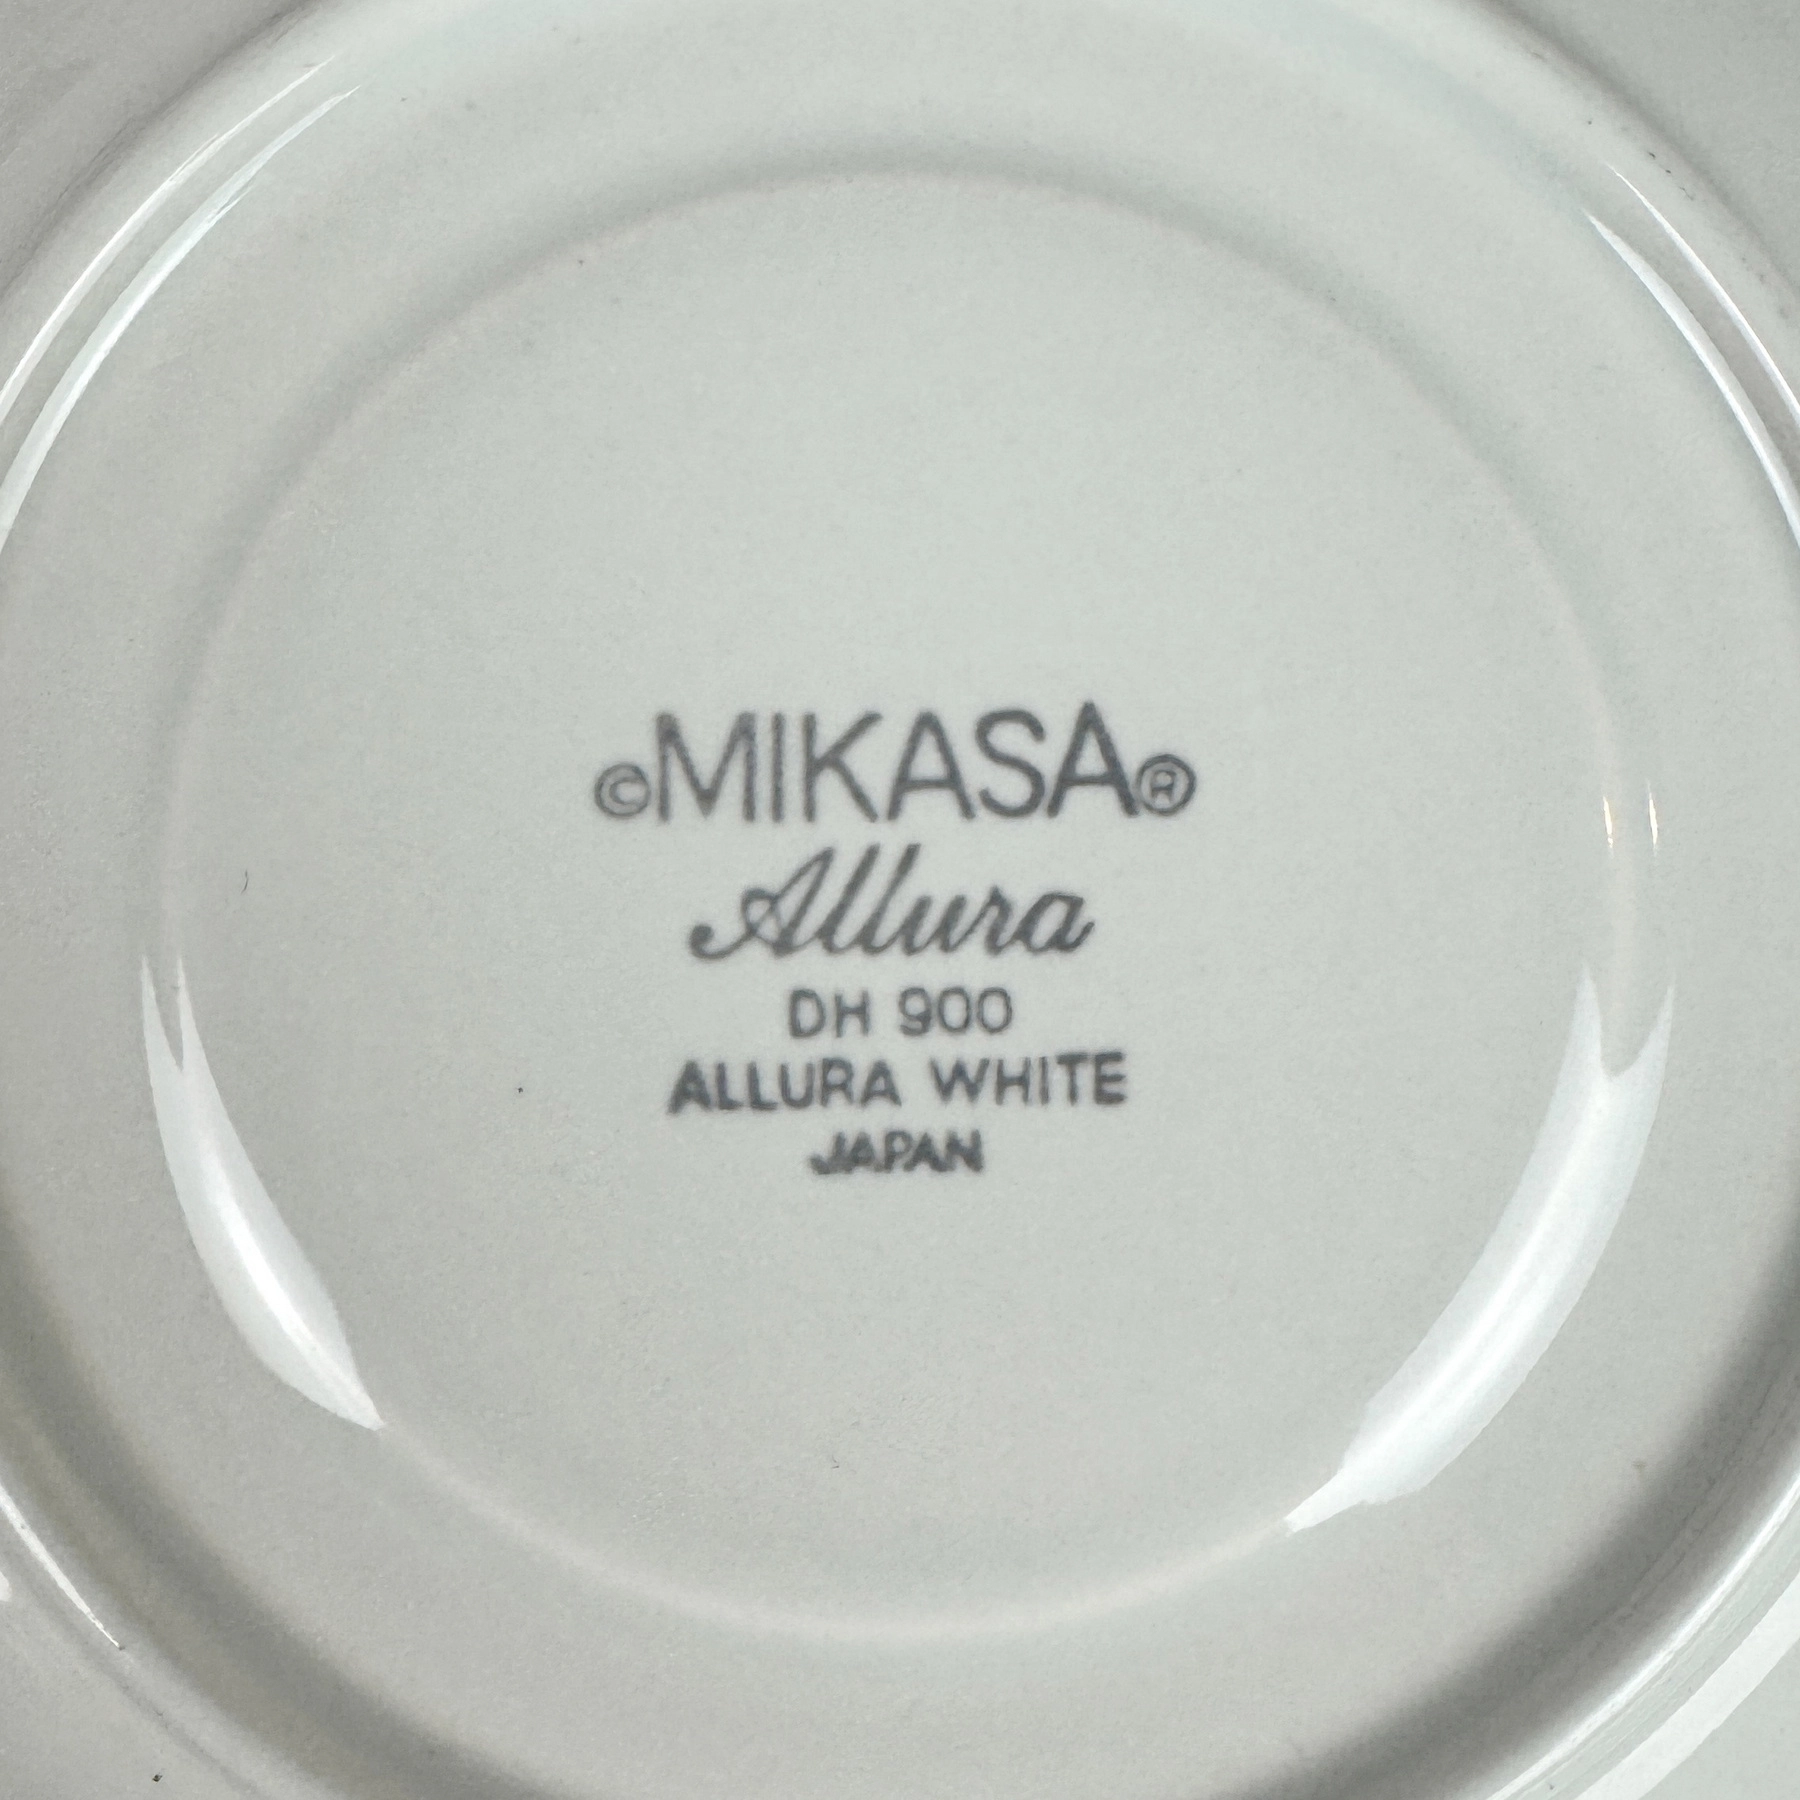 ©MIKASA®
Allura
DH 900
ALLURA WHITE
JAPAN